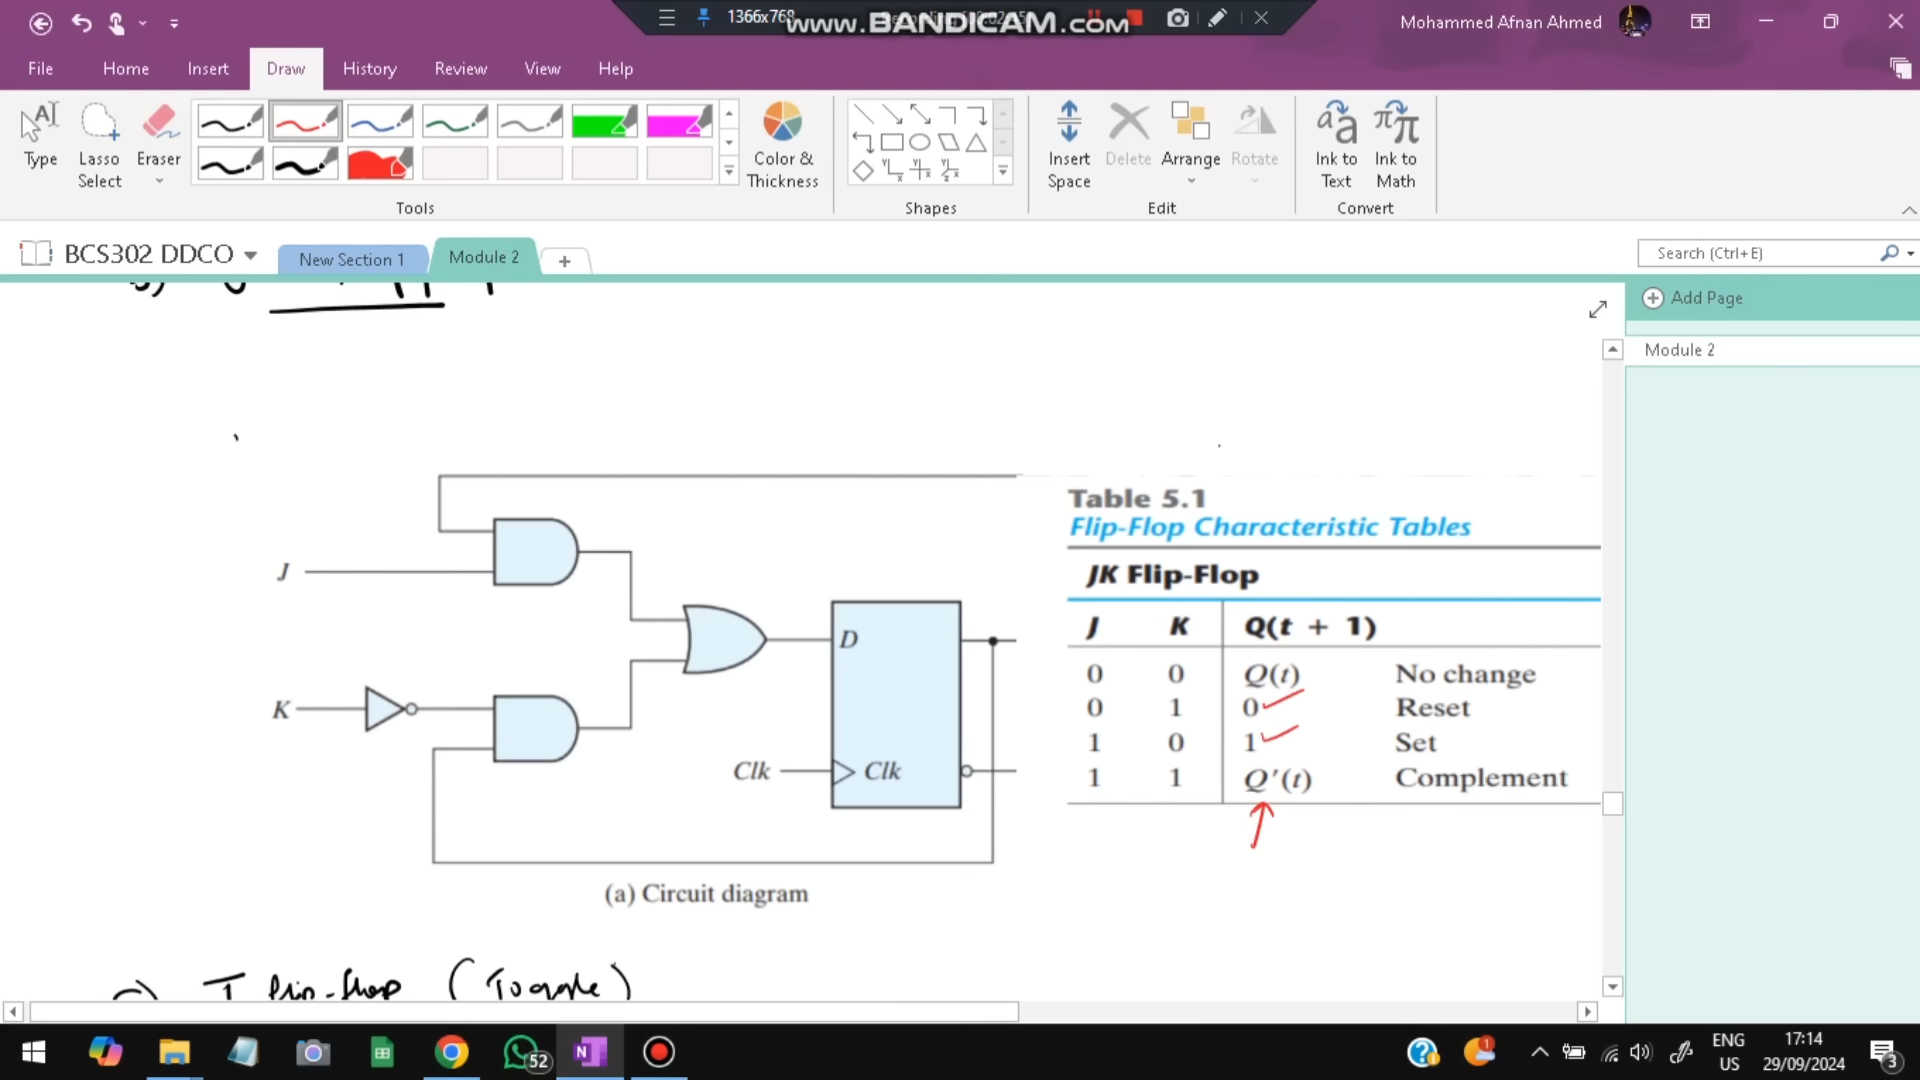 1366x768
www.BANDICAM.com
Mohammed Afnan Ahmed
File Home Insert Draw History Review View Help
Type
Lasso Select
Eraser
Color & Thickness
Insert Space
Delete
Arrange
Rotate
Ink to Text
Ink to Math
Tools
Shapes
Edit
Convert
BCS302 DDCO
New Section 1
Module 2
Search (Ctrl+E)
Add Page
Module 2
Table 5.1
Flip-Flop Characteristic Tables
JK Flip-Flop
J K Q(t + 1)
0 0 Q(t) No change
0 1 0 Reset
1 0 1 Set
1 1 Q′(t) Complement
J
K
D
Clk
Clk
(a) Circuit diagram
T flip-flop (Toggle)
52
1
ENG
US
17:14
29/09/2024
3